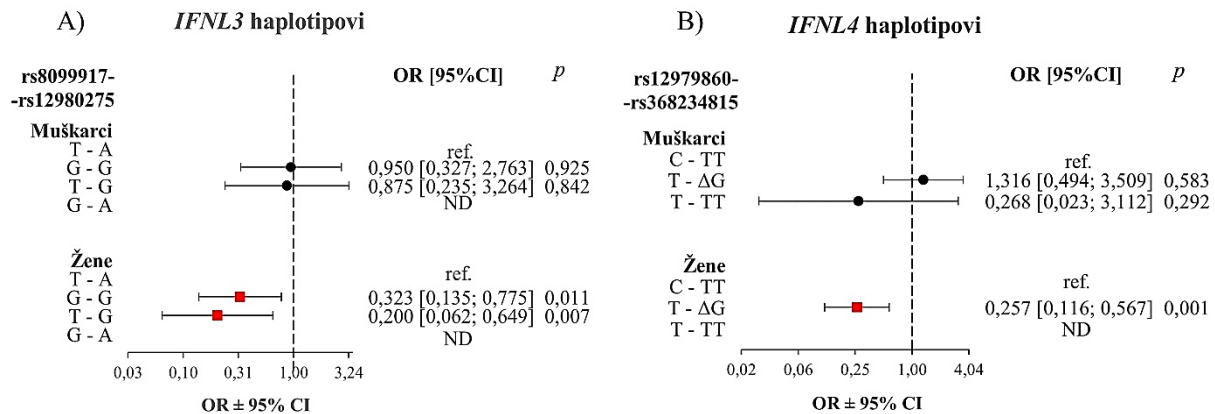 A) IFNL3 haplotipovi
rs8099917-
-rs12980275
OR [95%CI] p
Muškarci
T - A ref.
G - G 0,950 [0,327; 2,763] 0,925
T - G 0,875 [0,235; 3,264] 0,842
G - A ND
Žene
T - A ref.
G - G 0,323 [0,135; 0,775] 0,011
T - G 0,200 [0,062; 0,649] 0,007
G - A ND
0,03 0,10 0,31 1,00 3,24
OR ± 95% CI
B) IFNL4 haplotipovi
rs12979860-
-rs368234815
OR [95%CI] p
Muškarci
C - TT ref.
T - ΔG 1,316 [0,494; 3,509] 0,583
T - TT 0,268 [0,023; 3,112] 0,292
Žene
C - TT ref.
T - ΔG 0,257 [0,116; 0,567] 0,001
T - TT ND
0,02 0,06 0,25 1,00 4,04
OR ± 95% CI